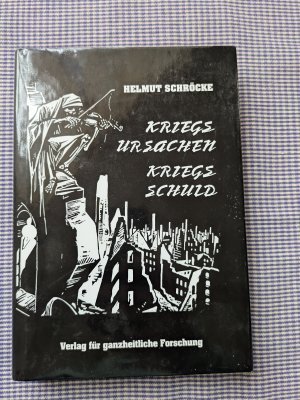 HELMUT SCHRÖCKE
KRIEGS
URSACHEN
KRIEGS
SCHULD
Verlag für ganzheitliche Forschung